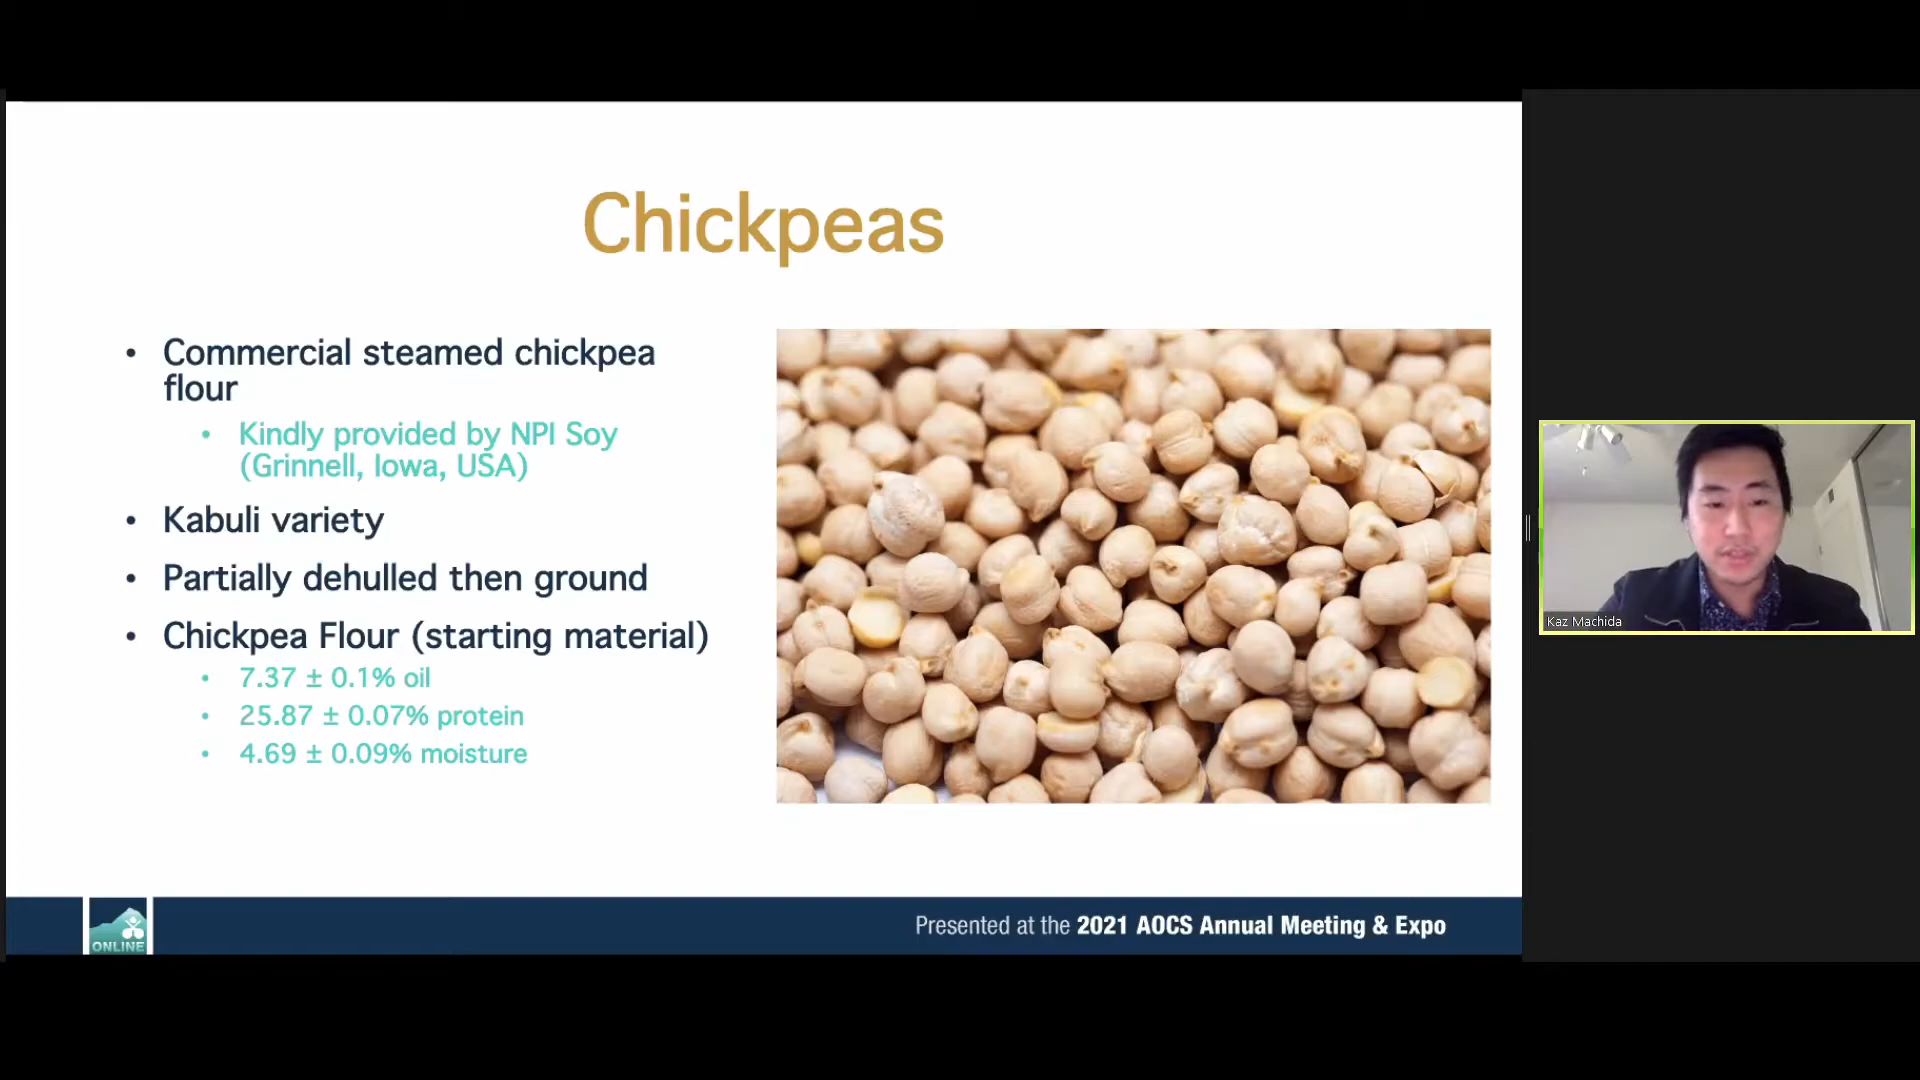 Chickpeas
• Commercial steamed chickpea
flour
• Kindly provided by NPI Soy
(Grinnell, Iowa, USA)
• Kabuli variety
• Partially dehulled then ground
• Chickpea Flour (starting material)
• 7.37 ± 0.1% oil
• 25.87 ± 0.07% protein
• 4.69 ± 0.09% moisture
Kaz Machida
ONLINE
Presented at the 2021 AOCS Annual Meeting & Expo